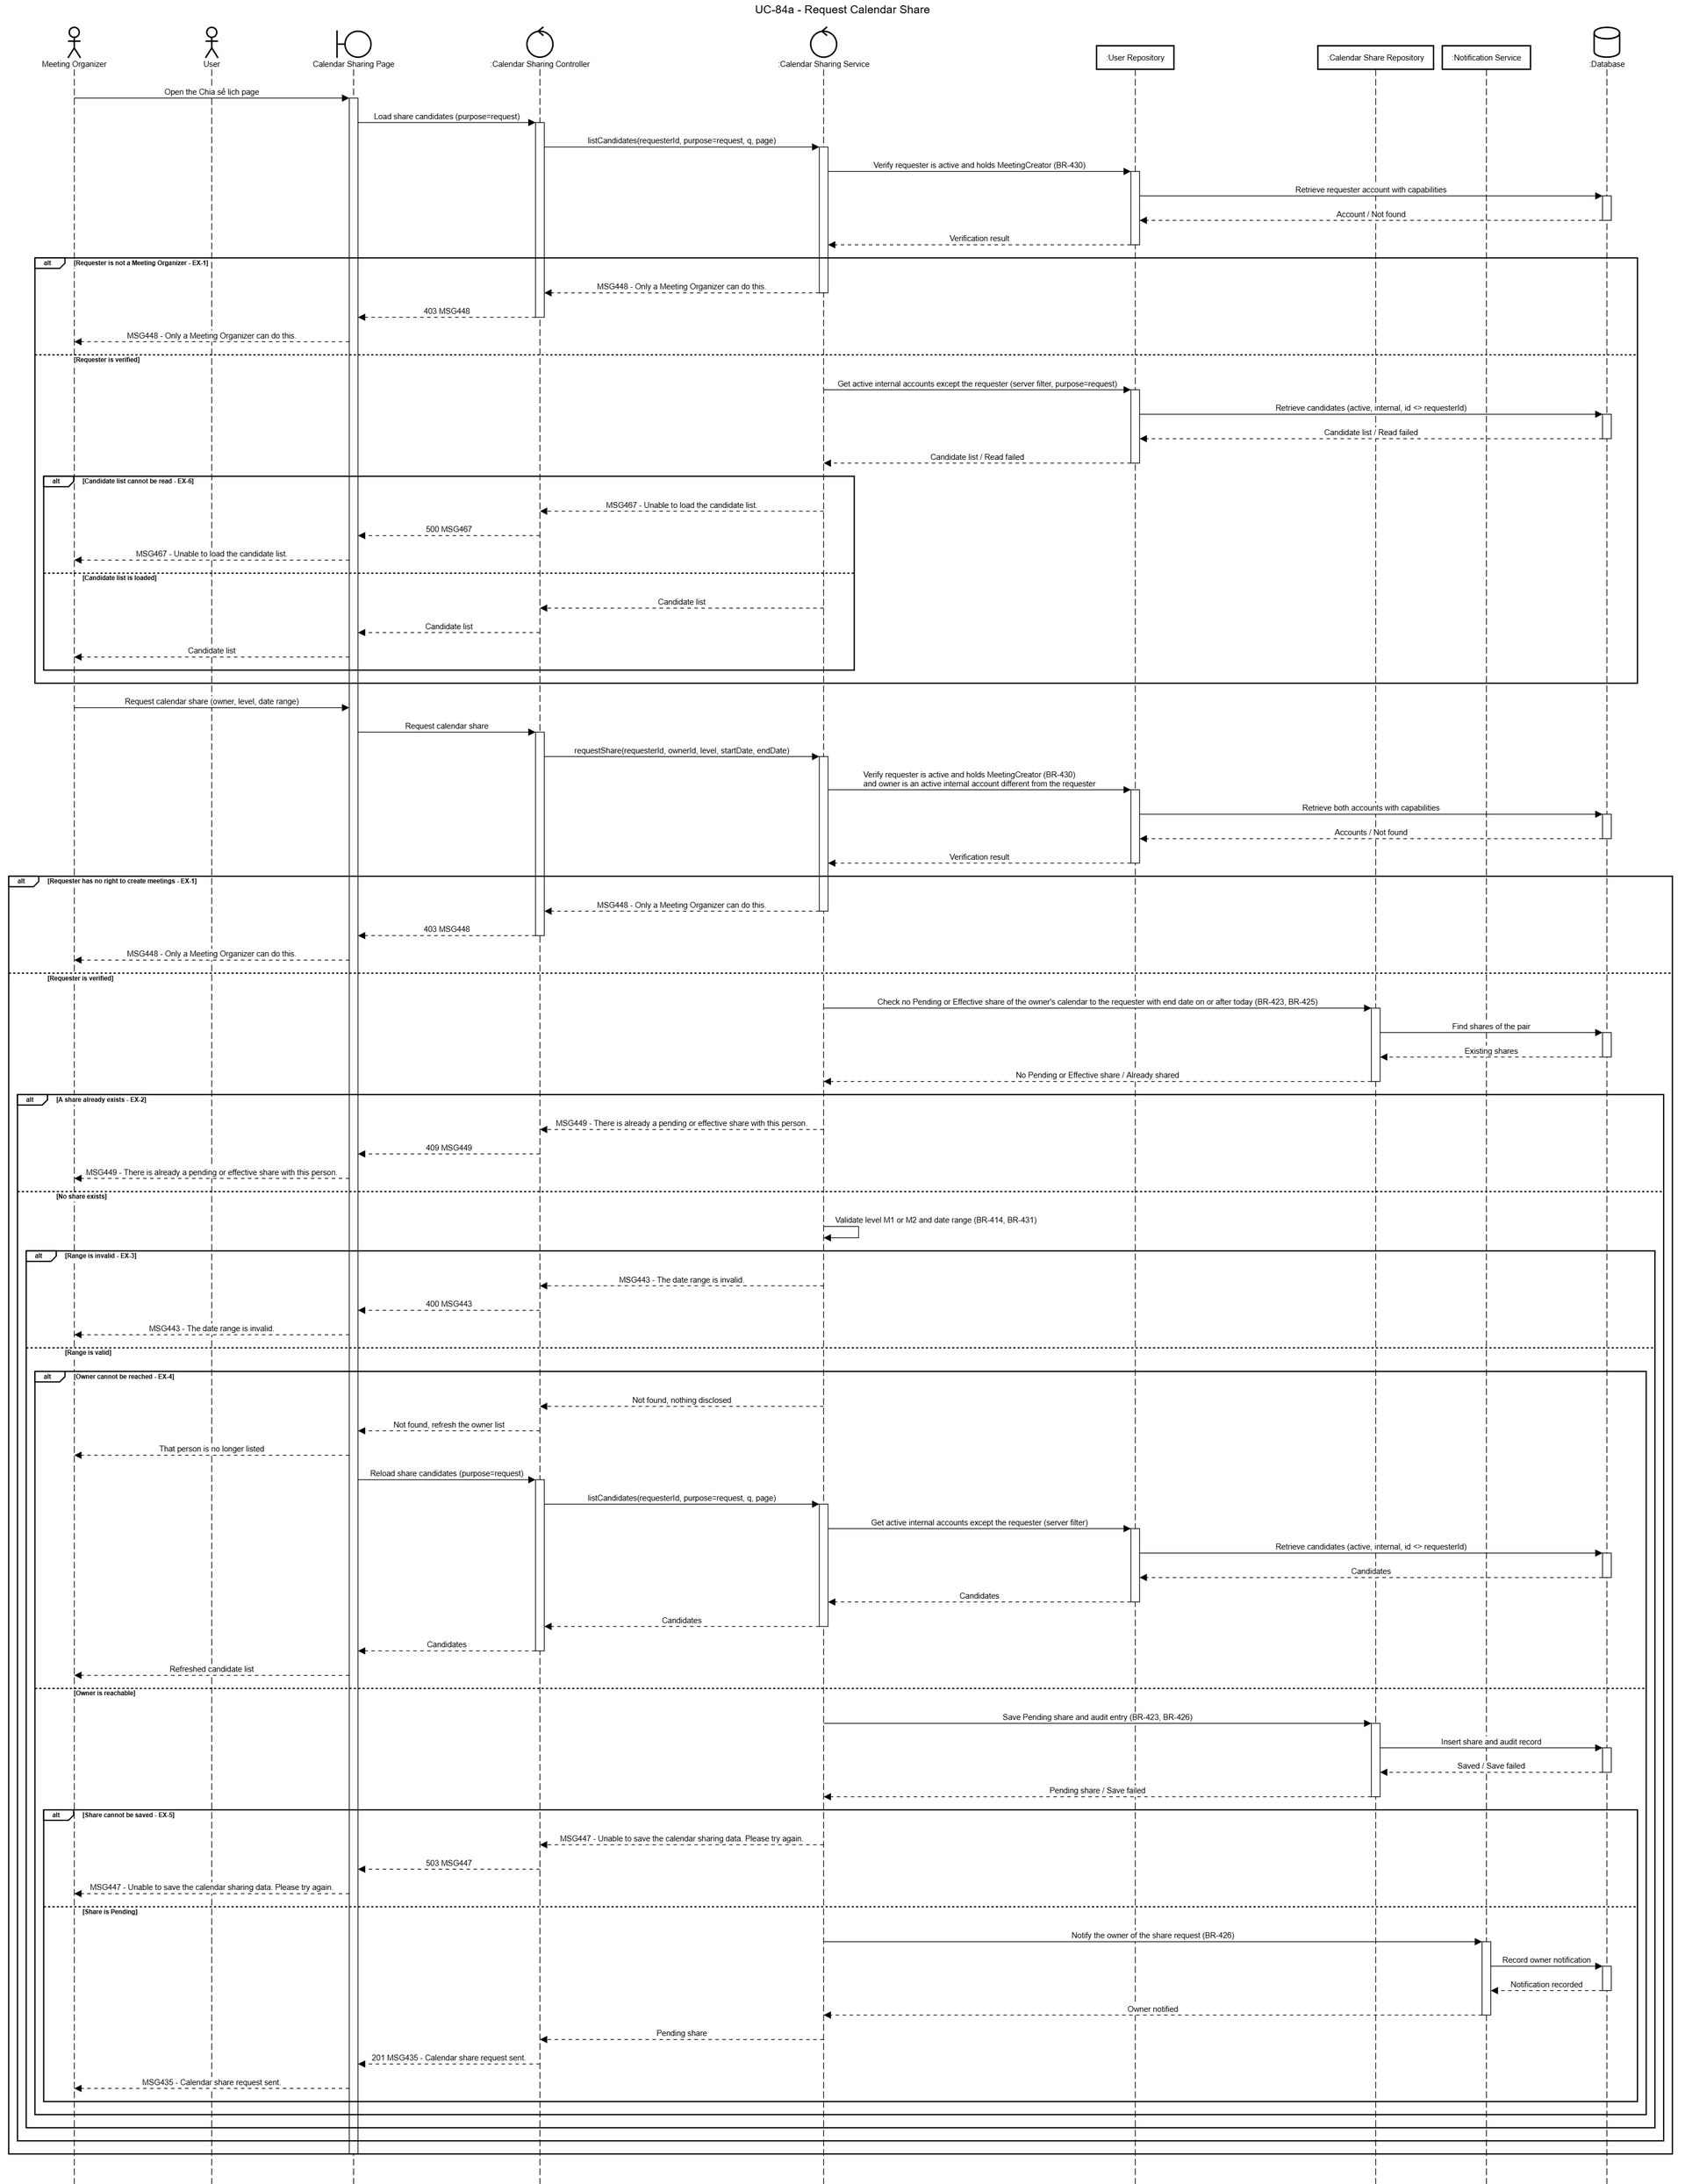 UC-84a - Request Calendar Share
Meeting Organizer
User
Calendar Sharing Page
:Calendar Sharing Controller
:Calendar Sharing Service
:User Repository
:Calendar Share Repository
:Notification Service
:Database
Open the Chia sẻ lịch page
Load share candidates (purpose=request)
listCandidates(requesterId, purpose=request, q, page)
Verify requester is active and holds MeetingCreator (BR-430)
Retrieve requester account with capabilities
Account / Not found
Verification result
alt
[Requester is not a Meeting Organizer - EX-1]
MSG448 - Only a Meeting Organizer can do this.
403 MSG448
MSG448 - Only a Meeting Organizer can do this.
[Requester is verified]
Get active internal accounts except the requester (server filter, purpose=request)
Retrieve candidates (active, internal, id <> requesterId)
Candidate list / Read failed
Candidate list / Read failed
alt
[Candidate list cannot be read - EX-6]
MSG467 - Unable to load the candidate list.
500 MSG467
MSG467 - Unable to load the candidate list.
[Candidate list is loaded]
Candidate list
Candidate list
Candidate list
Request calendar share (owner, level, date range)
Request calendar share
requestShare(requesterId, ownerId, level, startDate, endDate)
Verify requester is active and holds MeetingCreator (BR-430)
and owner is an active internal account different from the requester
Retrieve both accounts with capabilities
Accounts / Not found
Verification result
alt
[Requester has no right to create meetings - EX-1]
MSG448 - Only a Meeting Organizer can do this.
403 MSG448
MSG448 - Only a Meeting Organizer can do this.
[Requester is verified]
Check no Pending or Effective share of the owner's calendar to the requester with end date on or after today (BR-423, BR-425)
Find shares of the pair
Existing shares
No Pending or Effective share / Already shared
alt
[A share already exists - EX-2]
MSG449 - There is already a pending or effective share with this person.
409 MSG449
MSG449 - There is already a pending or effective share with this person.
[No share exists]
Validate level M1 or M2 and date range (BR-414, BR-431)
alt
[Range is invalid - EX-3]
MSG443 - The date range is invalid.
400 MSG443
MSG443 - The date range is invalid.
[Range is valid]
alt
[Owner cannot be reached - EX-4]
Not found, nothing disclosed
Not found, refresh the owner list
That person is no longer listed
Reload share candidates (purpose=request)
listCandidates(requesterId, purpose=request, q, page)
Get active internal accounts except the requester (server filter)
Retrieve candidates (active, internal, id <> requesterId)
Candidates
Candidates
Candidates
Candidates
Refreshed candidate list
[Owner is reachable]
Save Pending share and audit entry (BR-423, BR-426)
Insert share and audit record
Saved / Save failed
Pending share / Save failed
alt
[Share cannot be saved - EX-5]
MSG447 - Unable to save the calendar sharing data. Please try again.
503 MSG447
MSG447 - Unable to save the calendar sharing data. Please try again.
[Share is Pending]
Notify the owner of the share request (BR-426)
Record owner notification
Notification recorded
Owner notified
Pending share
201 MSG435 - Calendar share request sent.
MSG435 - Calendar share request sent.